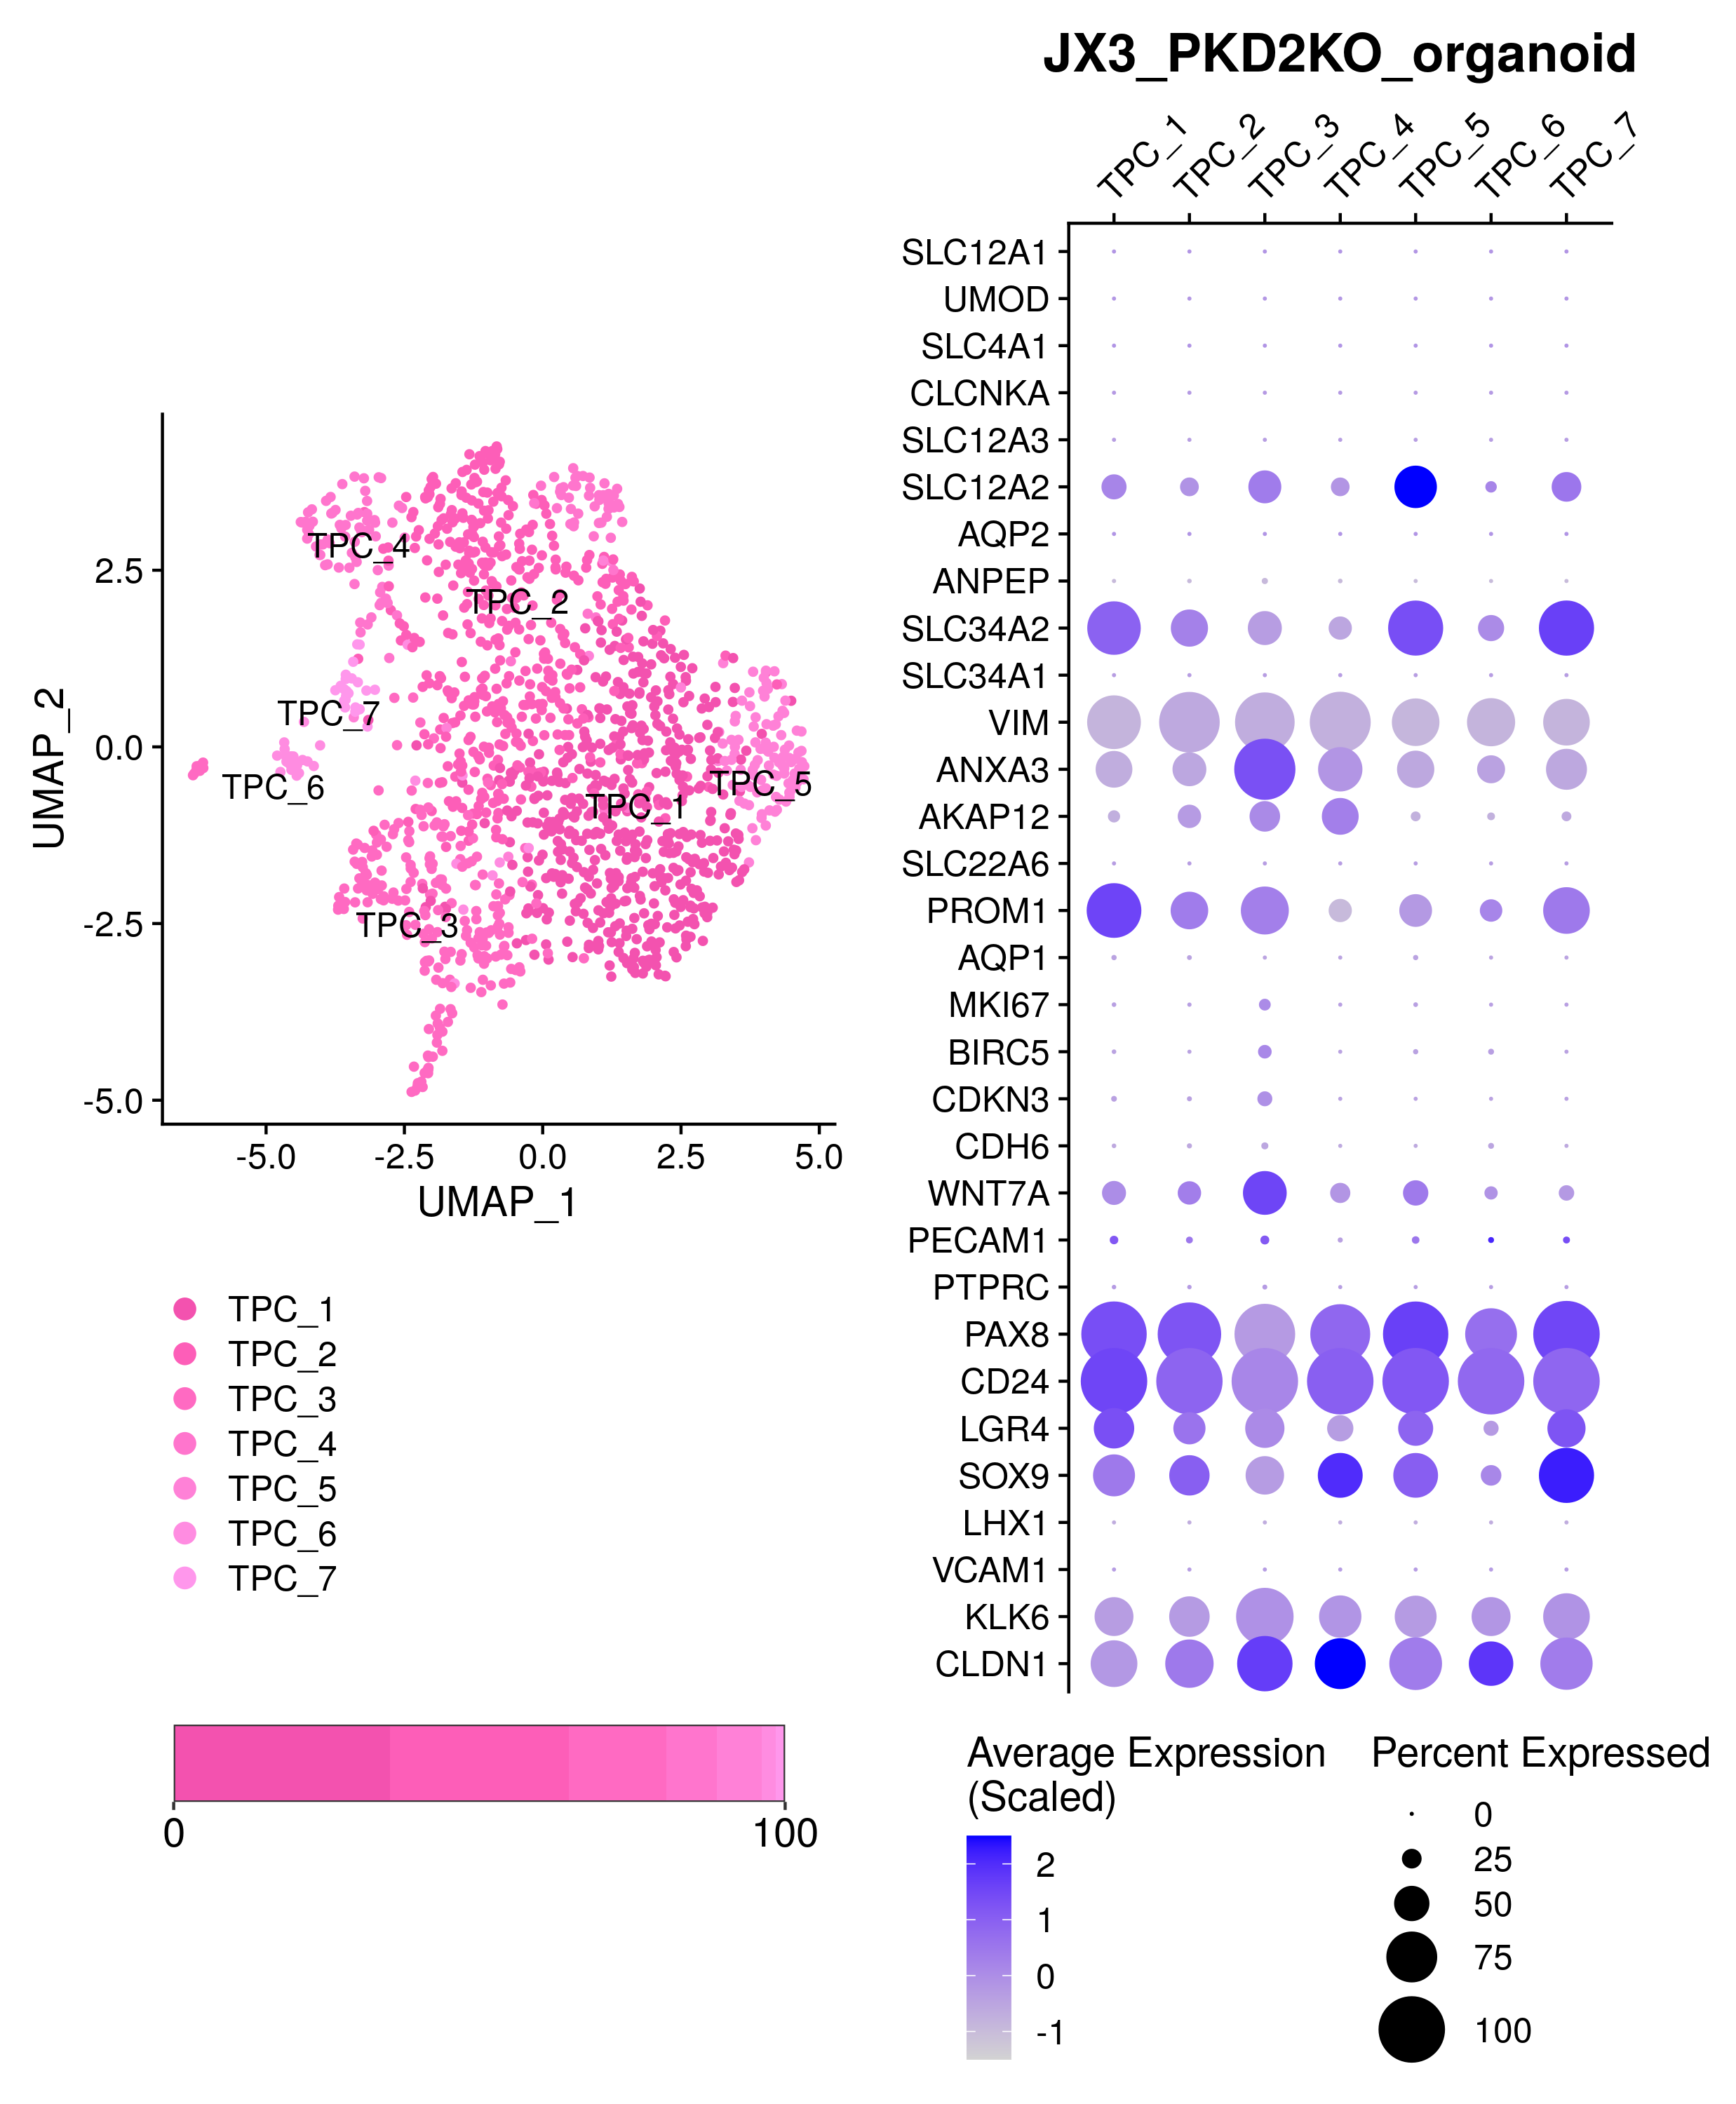 JX3_PKD2KO_organoid
TPC_1 TPC_2 TPC_3 TPC_4 TPC_5 TPC_6 TPC_7
SLC12A1
UMOD
SLC4A1
CLCNKA
SLC12A3
SLC12A2
AQP2
ANPEP
SLC34A2
SLC34A1
VIM
ANXA3
AKAP12
SLC22A6
PROM1
AQP1
MKI67
BIRC5
CDKN3
CDH6
WNT7A
PECAM1
PTPRC
PAX8
CD24
LGR4
SOX9
LHX1
VCAM1
KLK6
CLDN1
UMAP_2
2.5
0.0
-2.5
-5.0
TPC_4
TPC_2
TPC_7
TPC_6
TPC_5
TPC_1
TPC_3
-5.0 -2.5 0.0 2.5 5.0
UMAP_1
TPC_1
TPC_2
TPC_3
TPC_4
TPC_5
TPC_6
TPC_7
0 100
Average Expression
(Scaled)
2
1
0
-1
Percent Expressed
0
25
50
75
100